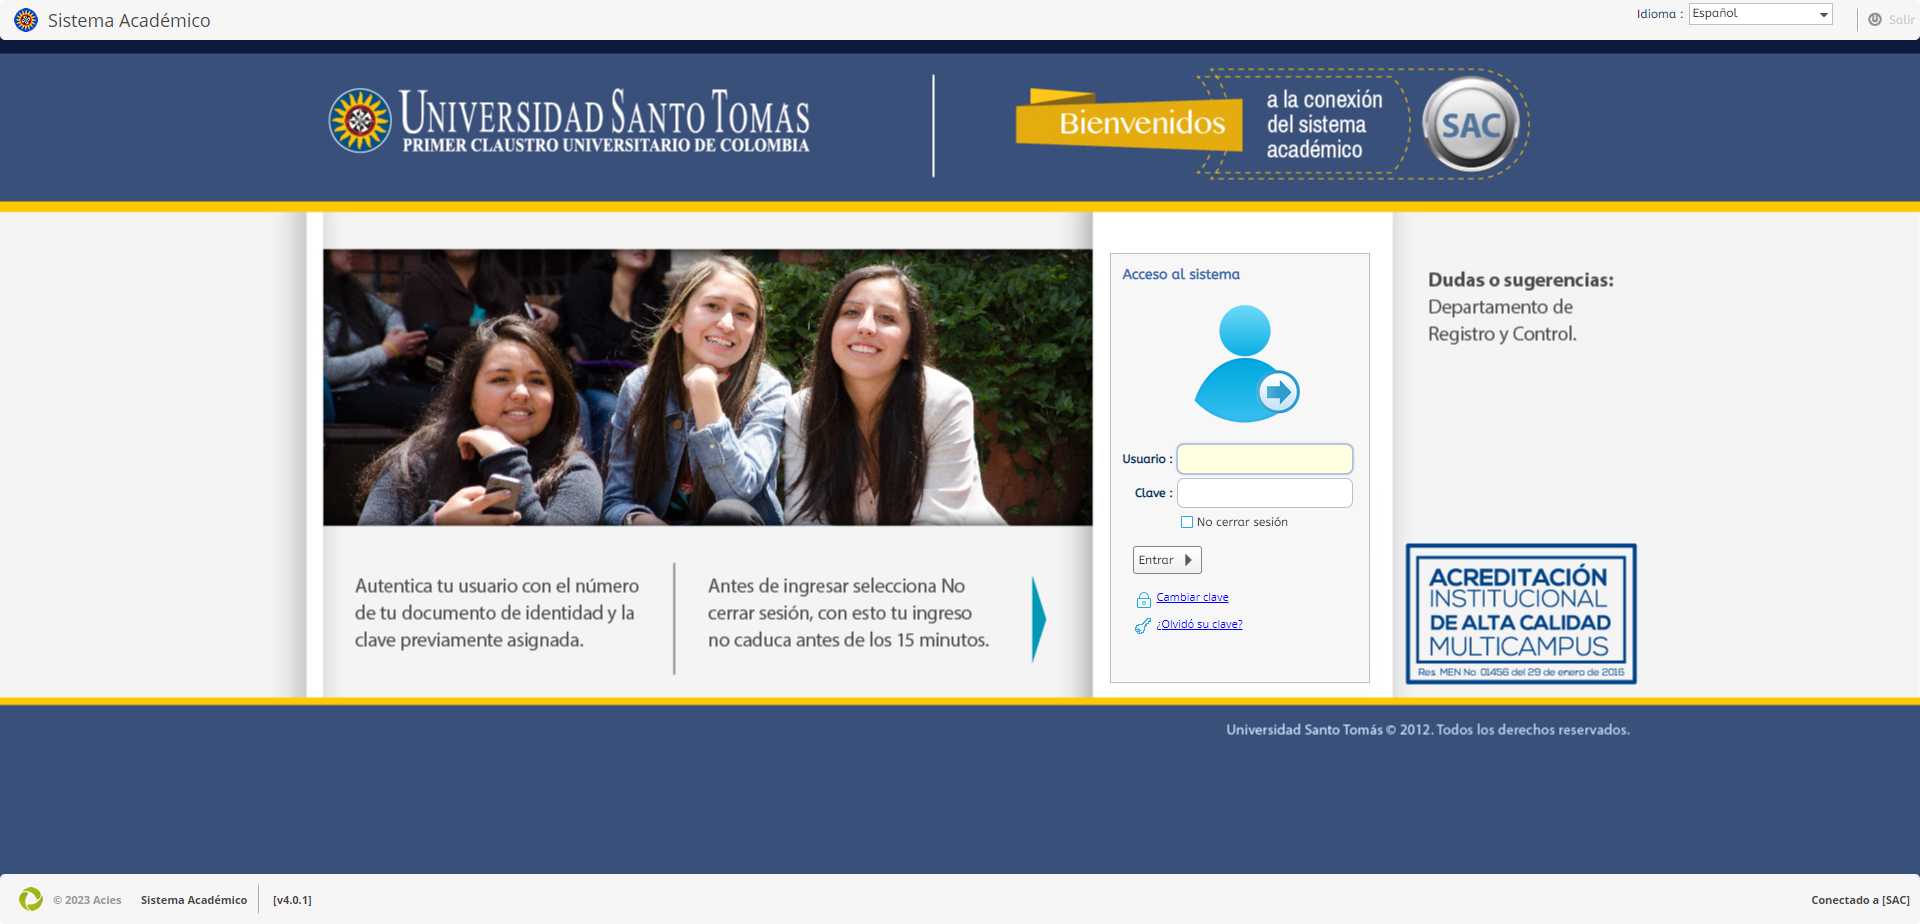 Sistema Académico
Idioma :
Español
Salir
UNIVERSIDAD SANTO TOMÁS
PRIMER CLAUSTRO UNIVERSITARIO DE COLOMBIA
Bienvenidos
a la conexión
del sistema
académico
SAC
Acceso al sistema
Usuario :
Clave :
No cerrar sesión
Entrar
Cambiar clave
¿Olvidó su clave?
Dudas o sugerencias:
Departamento de
Registro y Control.
Autentica tu usuario con el número
de tu documento de identidad y la
clave previamente asignada.
Antes de ingresar selecciona No
cerrar sesión, con esto tu ingreso
no caduca antes de los 15 minutos.
ACREDITACIÓN
INSTITUCIONAL
DE ALTA CALIDAD
MULTICAMPUS
Res. MEN No. 01456 del 29 de enero de 2016
Universidad Santo Tomás © 2012. Todos los derechos reservados.
© 2023 Acies
Sistema Académico
[v4.0.1]
Conectado a [SAC]